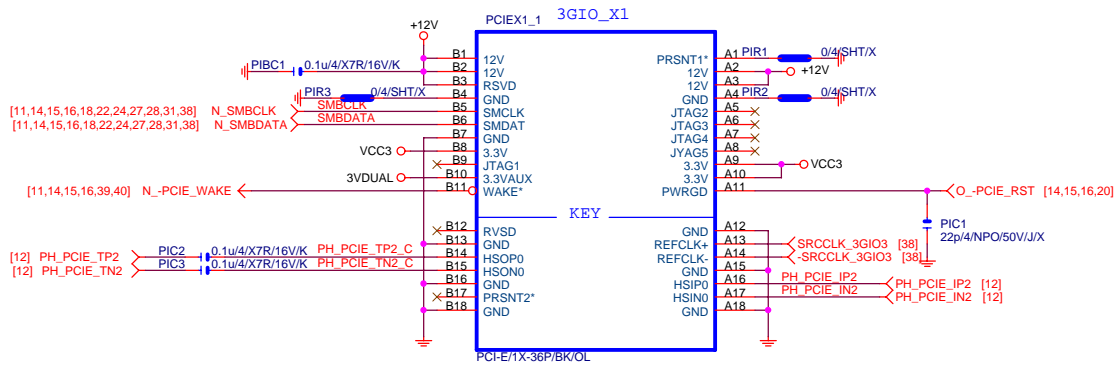 PCIEX1_1 3GIO_X1
+12V
B1 12V PRSNT1* A1 PIR1 0/4/SHT/X
PIBC1 0.1u/4/X7R/16V/K B2 12V 12V A2 +12V
B3 RSVD 12V A3
PIR3 0/4/SHT/X B4 GND GND A4 PIR2 0/4/SHT/X
[11,14,15,16,18,22,24,27,28,31,38] N_SMBCLK SMBCLK B5 SMCLK JTAG2 A5
[11,14,15,16,18,22,24,27,28,31,38] N_SMBDATA SMBDATA B6 SMDAT JTAG3 A6
B7 GND JTAG4 A7
VCC3 B8 3.3V JYAG5 A8
B9 JTAG1 3.3V A9 VCC3
3VDUAL B10 3.3VAUX 3.3V A10
[11,14,15,16,39,40] N_-PCIE_WAKE B11 WAKE* PWRGD A11 O_-PCIE_RST [14,15,16,20]
KEY
PIC1
22p/4/NPO/50V/J/X
B12 RVSD GND A12
B13 GND REFCLK+ A13 SRCCLK_3GIO3 [38]
[12] PH_PCIE_TP2 PIC2 0.1u/4/X7R/16V/K PH_PCIE_TP2_C B14 HSOP0 REFCLK- A14 -SRCCLK_3GIO3 [38]
[12] PH_PCIE_TN2 PIC3 0.1u/4/X7R/16V/K PH_PCIE_TN2_C B15 HSON0 GND A15
B16 GND HSIP0 A16 PH_PCIE_IP2 PH_PCIE_IP2 [12]
B17 PRSNT2* HSIN0 A17 PH_PCIE_IN2 PH_PCIE_IN2 [12]
B18 GND GND A18
PCI-E/1X-36P/BK/OL